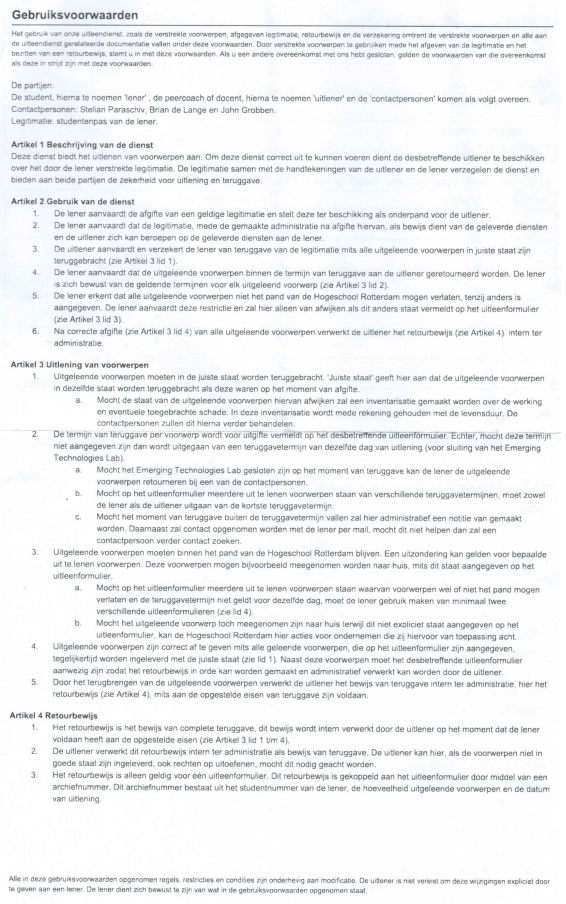 Gebruiksvoorwaarden
Het gebruik van onze uitleendienst, zoals de verstrekte voorwerpen, afgegeven legitimatie, retourbewijs en de verzekering omtrent de verstrekte voorwerpen en alle aan
de uitleendienst gerelateerde documentatie vallen onder deze voorwaarden. Door verstrekte voorwerpen te gebruiken mede het afgeven van de legitimatie en het
bezitten van een retourbewijs, stemt u in met deze voorwaarden. Als u een andere overeenkomst met ons hebt gesloten, gelden de voorwaarden van die overeenkomst
als deze in strijd zijn met deze voorwaarden.
De partijen:
De student, hierna te noemen 'lener' , de peercoach of docent, hierna te noemen 'uitlener' en de 'contactpersonen' komen als volgt overeen.
Contactpersonen: Stelian Paraschiv, Brian de Lange en John Grobben.
Legitimatie: studentenpas van de lener.
Artikel 1 Beschrijving van de dienst
Deze dienst biedt het uitlenen van voorwerpen aan. Om deze dienst correct uit te kunnen voeren dient de desbetreffende uitlener te beschikken
over het door de lener verstrekte legitimatie. De legitimatie samen met de handtekeningen van de uitlener en de lener verzegelen de dienst en
bieden aan beide partijen de zekerheid voor uitlening en teruggave.
Artikel 2 Gebruik van de dienst
1. De lener aanvaardt de afgifte van een geldige legitimatie en stelt deze ter beschikking als onderpand voor de uitlener.
2. De lener aanvaardt dat de legitimatie, mede de gemaakte administratie na afgifte hiervan, als bewijs dient van de geleverde diensten
en de uitlener zich kan beroepen op de geleverde diensten aan de lener.
3. De uitlener aanvaardt en verzekert de lener van teruggave van de legitimatie mits alle uitgeleende voorwerpen in juiste staat zijn
teruggebracht (zie Artikel 3 lid 1).
4. De lener aanvaardt dat de uitgeleende voorwerpen binnen de termijn van teruggave aan de uitlener geretourneerd worden. De lener
is zich bewust van de geldende termijnen voor elk uitgeleend voorwerp (zie Artikel 3 lid 2).
5. De lener erkent dat alle uitgeleende voorwerpen niet het pand van de Hogeschool Rotterdam mogen verlaten, tenzij anders is
aangegeven. De lener aanvaardt deze restrictie en zal hier alleen van afwijken als dit anders staat vermeld op het uitleenformulier
(zie Artikel 3 lid 3).
6. Na correcte afgifte (zie Artikel 3 lid 4) van alle uitgeleende voorwerpen verwerkt de uitlener het retourbewijs (zie Artikel 4) intern ter
administratie.
Artikel 3 Uitlening van voorwerpen
1. Uitgeleende voorwerpen moeten in de juiste staat worden teruggebracht. 'Juiste staat' geeft hier aan dat de uitgeleende voorwerpen
in dezelfde staat worden teruggebracht als deze waren op het moment van afgifte.
a. Mocht de staat van de uitgeleende voorwerpen hiervan afwijken zal een inventarisatie gemaakt worden over de werking
en eventuele toegebrachte schade. In deze inventarisatie wordt mede rekening gehouden met de levensduur. De
contactpersonen zullen dit hierna verder behandelen.
2. De termijn van teruggave per voorwerp wordt voor uitgifte vermeldt op het desbetreffende uitleenformulier. Echter, mocht deze termijn
niet aangegeven zijn dan wordt uitgegaan van een teruggavetermijn van dezelfde dag van uitlening (voor sluiting van het Emerging
Technologies Lab).
a. Mocht het Emerging Technologies Lab gesloten zijn op het moment van teruggave kan de lener de uitgeleende
voorwerpen retourneren bij een van de contactpersonen.
b. Mocht op het uitleenformulier meerdere uit te lenen voorwerpen staan van verschillende teruggavetermijnen, moet zowel
de lener als de uitlener uitgaan van de kortste teruggavetermijn.
c. Mocht het moment van teruggave buiten de teruggavetermijn vallen zal hier administratief een notitie van gemaakt
worden. Daarnaast zal contact opgenomen worden met de lener per mail, mocht dit niet helpen dan zal een
contactpersoon verder contact zoeken.
3. Uitgeleende voorwerpen moeten binnen het pand van de Hogeschool Rotterdam blijven. Een uitzondering kan gelden voor bepaalde
uit te lenen voorwerpen. Deze voorwerpen mogen bijvoorbeeld meegenomen worden naar huis, mits dit staat aangegeven op het
uitleenformulier.
a. Mocht op het uitleenformulier meerdere uit te lenen voorwerpen staan waarvan voorwerpen wel of niet het pand mogen
verlaten en de teruggavetermijn niet geldt voor dezelfde dag, moet de lener gebruik maken van minimaal twee
verschillende uitleenformulieren (zie lid 4).
b. Mocht het uitgeleende voorwerp toch meegenomen zijn naar huis terwijl dit niet expliciet staat aangegeven op het
uitleenformulier, kan de Hogeschool Rotterdam hier acties voor ondernemen die zij hiervoor van toepassing acht.
4. Uitgeleende voorwerpen zijn correct af te geven mits alle geleende voorwerpen, die op het uitleenformulier zijn aangegeven,
tegelijkertijd worden ingeleverd met de juiste staat (zie lid 1). Naast deze voorwerpen moet het desbetreffende uitleenformulier
aanwezig zijn zodat het retourbewijs in orde kan worden gemaakt en administratief verwerkt kan worden door de uitlener.
5. Door het terugbrengen van de uitgeleende voorwerpen verwerkt de uitlener het bewijs van teruggave intern ter administratie, hier het
retourbewijs (zie Artikel 4), mits aan de opgestelde eisen van teruggave zijn voldaan.
Artikel 4 Retourbewijs
1. Het retourbewijs is het bewijs van complete teruggave, dit bewijs wordt intern verwerkt door de uitlener op het moment dat de lener
voldaan heeft aan de opgestelde eisen (zie Artikel 3 lid 1 t/m 4).
2. De uitlener verwerkt dit retourbewijs intern ter administratie als bewijs van teruggave. De uitlener kan hier, als de voorwerpen niet in
goede staat zijn ingeleverd, ook rechten op uitoefenen, mocht dit nodig geacht worden.
3. Het retourbewijs is alleen geldig voor één uitleenformulier. Dit retourbewijs is gekoppeld aan het uitleenformulier door middel van een
archiefnummer. Dit archiefnummer bestaat uit het studentnummer van de lener, de hoeveelheid uitgeleende voorwerpen en de datum
van uitlening.
Alle in deze gebruiksvoorwaarden opgenomen regels, restricties en condities zijn onderhevig aan modificatie. De uitlener is niet vereist om deze wijzigingen expliciet door
te geven aan een lener. De lener dient zich bewust te zijn van wat in de gebruiksvoorwaarden opgenomen staat.